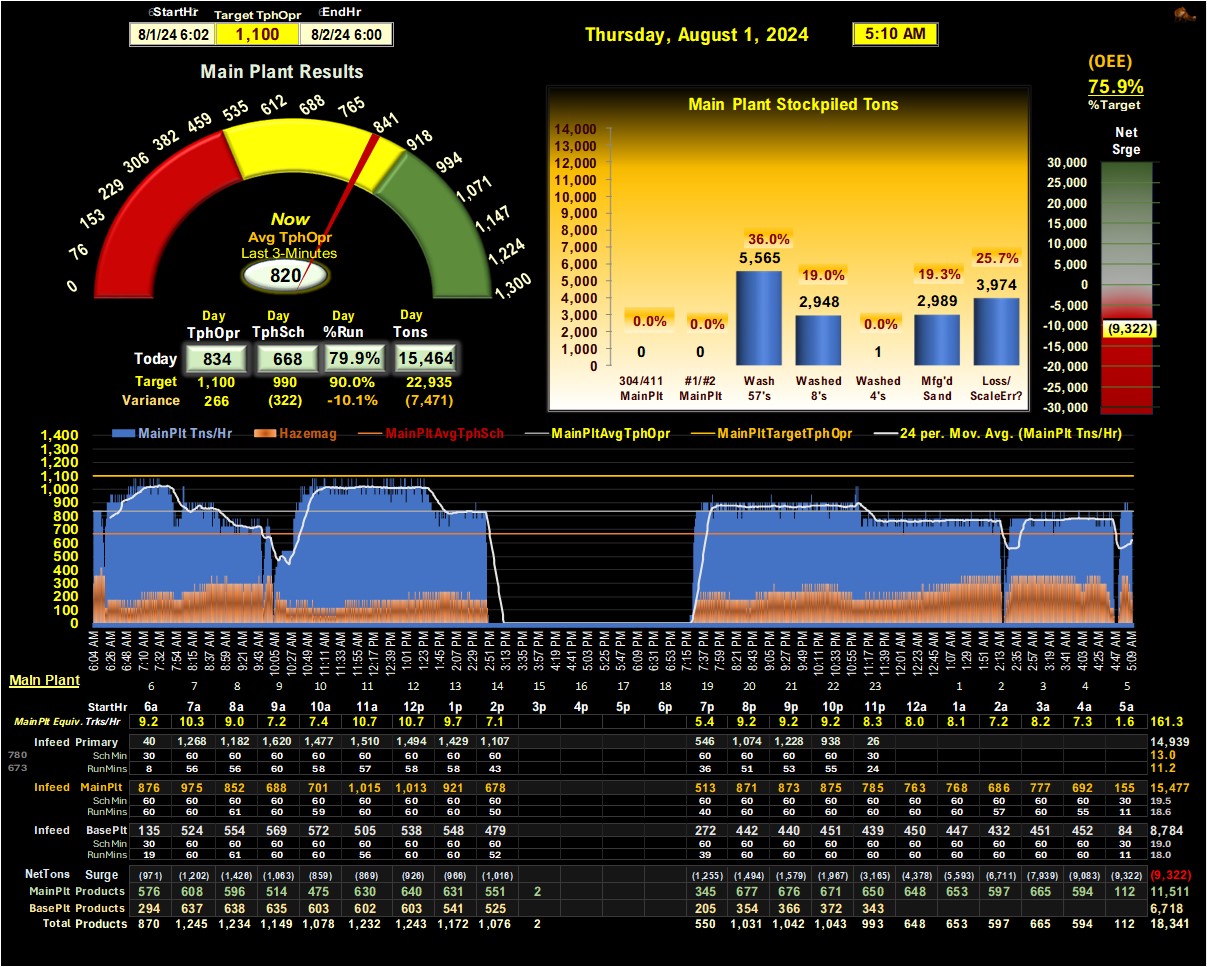 StartHr Target TphOpr EndHr
8/1/24 6:02 1,100 8/2/24 6:00
Thursday, August 1, 2024 5:10 AM
(OEE)
75.9%
%Target
Main Plant Results
0 76 153 229 306 382 459 535 612 688 765 841 918 994 1,071 1,147 1,224 1,300
Now
Avg TphOpr
Last 3-Minutes
820
Day Day Day Day
TphOpr TphSch %Run Tons
Today 834 668 79.9% 15,464
Target 1,100 990 90.0% 22,935
Variance 266 (322) -10.1% (7,471)
Main Plant Stockpiled Tons
14,000
13,000
12,000
11,000
10,000
9,000
8,000
7,000
6,000
5,000
4,000
3,000
2,000
1,000
0
0.0% 0.0% 36.0% 19.0% 0.0% 19.3% 25.7%
0 0 5,565 2,948 1 2,989 3,974
304/411 #1/#2 Wash Washed Washed Mfg'd Loss/
MainPlt MainPlt 57's 8's 4's Sand ScaleErr?
Net
Srge
30,000
25,000
20,000
15,000
10,000
5,000
0
-5,000
-10,000
-15,000
-20,000
-25,000
-30,000
(9,322)
MainPlt Tns/Hr Hazemag MainPltAvgTphSch MainPltAvgTphOpr MainPltTargetTphOpr 24 per. Mov. Avg. (MainPlt Tns/Hr)
1,400
1,300
1,200
1,100
1,000
900
800
700
600
500
400
300
200
100
0
6:04 AM 6:26 AM 6:48 AM 7:10 AM 7:32 AM 7:54 AM 8:15 AM 8:37 AM 8:59 AM 9:21 AM 9:43 AM 10:05 AM 10:27 AM 10:49 AM 11:11 AM 11:33 AM 11:55 AM 12:17 PM 12:39 PM 1:01 PM 1:23 PM 1:45 PM 2:07 PM 2:29 PM 2:51 PM 3:13 PM 3:35 PM 3:57 PM 4:19 PM 4:41 PM 5:03 PM 5:25 PM 5:47 PM 6:09 PM 6:31 PM 6:53 PM 7:15 PM 7:37 PM 7:59 PM 8:21 PM 8:43 PM 9:05 PM 9:27 PM 9:49 PM 10:11 PM 10:33 PM 10:55 PM 11:17 PM 11:39 PM 12:01 AM 12:23 AM 12:45 AM 1:07 AM 1:29 AM 1:51 AM 2:13 AM 2:35 AM 2:57 AM 3:19 AM 3:41 AM 4:03 AM 4:25 AM 4:47 AM 5:09 AM
Main Plant
6 7 8 9 10 11 12 13 14 15 16 17 18 19 20 21 22 23 1 2 3 4 5
StartHr 6a 7a 8a 9a 10a 11a 12p 1p 2p 3p 4p 5p 6p 7p 8p 9p 10p 11p 12a 1a 2a 3a 4a 5a
MainPlt Equiv. Trks/Hr 9.2 10.3 9.0 7.2 7.4 10.7 10.7 9.7 7.1 5.4 9.2 9.2 9.2 8.3 8.0 8.1 7.2 8.2 7.3 1.6 161.3
Infeed Primary 40 1,268 1,182 1,620 1,477 1,510 1,494 1,429 1,107 546 1,074 1,228 938 26 14,939
780 SchMin 30 60 60 60 60 60 60 60 60 60 60 60 60 30 13.0
673 RunMins 8 56 56 60 58 57 58 58 43 36 51 53 55 24 11.2
Infeed MainPlt 876 975 852 688 701 1,015 1,013 921 678 513 871 873 875 785 763 768 686 777 692 155 15,477
SchMin 60 60 60 60 60 60 60 60 60 60 60 60 60 60 60 60 60 60 60 30 19.5
RunMins 60 60 61 60 59 60 60 60 50 40 60 60 60 60 60 60 57 60 55 11 18.6
Infeed BasePlt 135 524 554 569 572 505 538 548 479 272 442 440 451 439 450 447 432 451 452 84 8,784
SchMin 30 60 60 60 60 60 60 60 60 60 60 60 60 60 60 60 60 60 60 30 19.0
RunMins 19 60 61 60 60 56 60 60 52 39 60 60 60 60 60 60 60 60 60 11 18.0
NetTons Surge (971) (1,202) (1,426) (1,063) (859) (869) (926) (966) (1,016) (1,255) (1,494) (1,579) (1,967) (3,165) (4,378) (5,593) (6,711) (7,939) (9,083) (9,322) (9,322)
MainPlt Products 576 608 596 514 475 630 640 631 551 2 345 677 676 671 650 648 653 597 665 594 112 11,511
BasePlt Products 294 637 638 635 603 602 603 541 525 205 354 366 372 343 6,718
Total Products 870 1,245 1,234 1,149 1,078 1,232 1,243 1,172 1,076 2 550 1,031 1,042 1,043 993 648 653 597 665 594 112 18,341